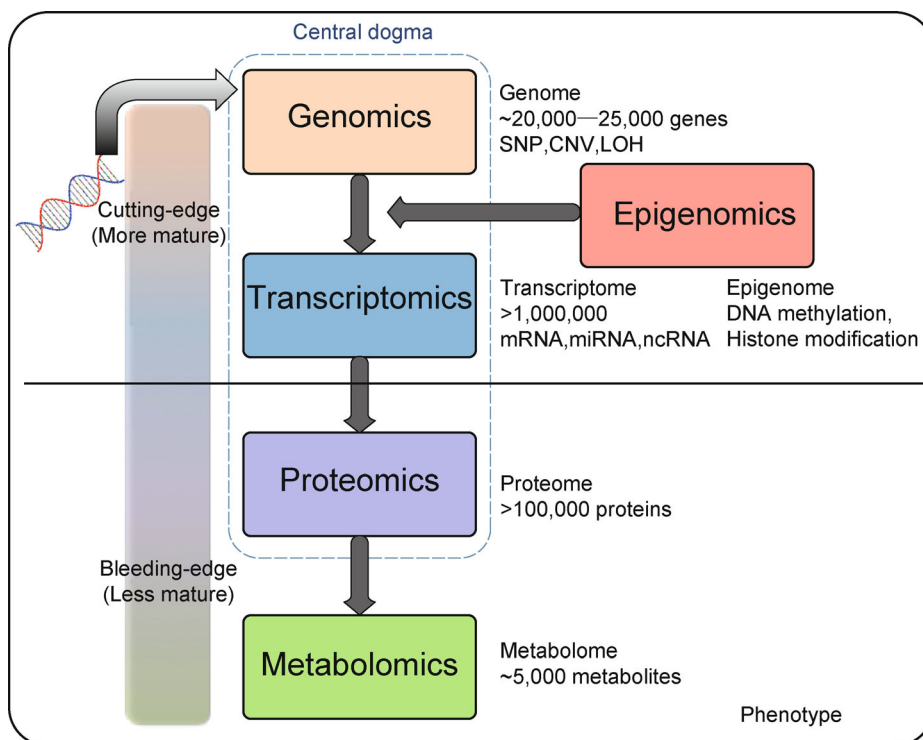 Central dogma
Genomics
Genome
~20,000—25,000 genes
SNP,CNV,LOH
Cutting-edge
(More mature)
Epigenomics
Transcriptomics
Transcriptome
>1,000,000
mRNA,miRNA,ncRNA
Epigenome
DNA methylation,
Histone modification
Proteomics
Proteome
>100,000 proteins
Bleeding-edge
(Less mature)
Metabolomics
Metabolome
~5,000 metabolites
Phenotype